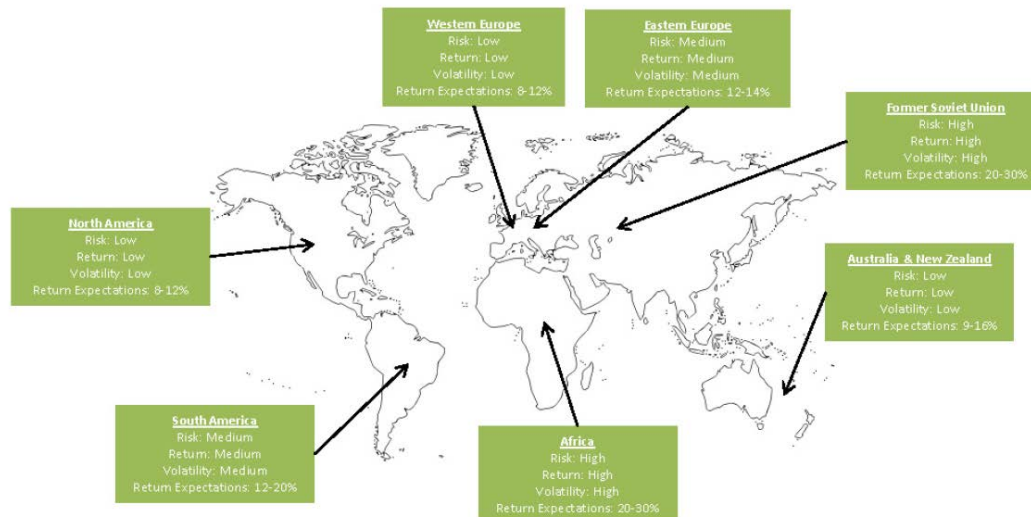 Western Europe
Risk: Low
Return: Low
Volatility: Low
Return Expectations: 8-12%
Eastern Europe
Risk: Medium
Return: Medium
Volatility: Medium
Return Expectations: 12-14%
Former Soviet Union
Risk: High
Return: High
Volatility: High
Return Expectations: 20-30%
North America
Risk: Low
Return: Low
Volatility: Low
Return Expectations: 8-12%
Australia & New Zealand
Risk: Low
Return: Low
Volatility: Low
Return Expectations: 9-16%
South America
Risk: Medium
Return: Medium
Volatility: Medium
Return Expectations: 12-20%
Africa
Risk: High
Return: High
Volatility: High
Return Expectations: 20-30%